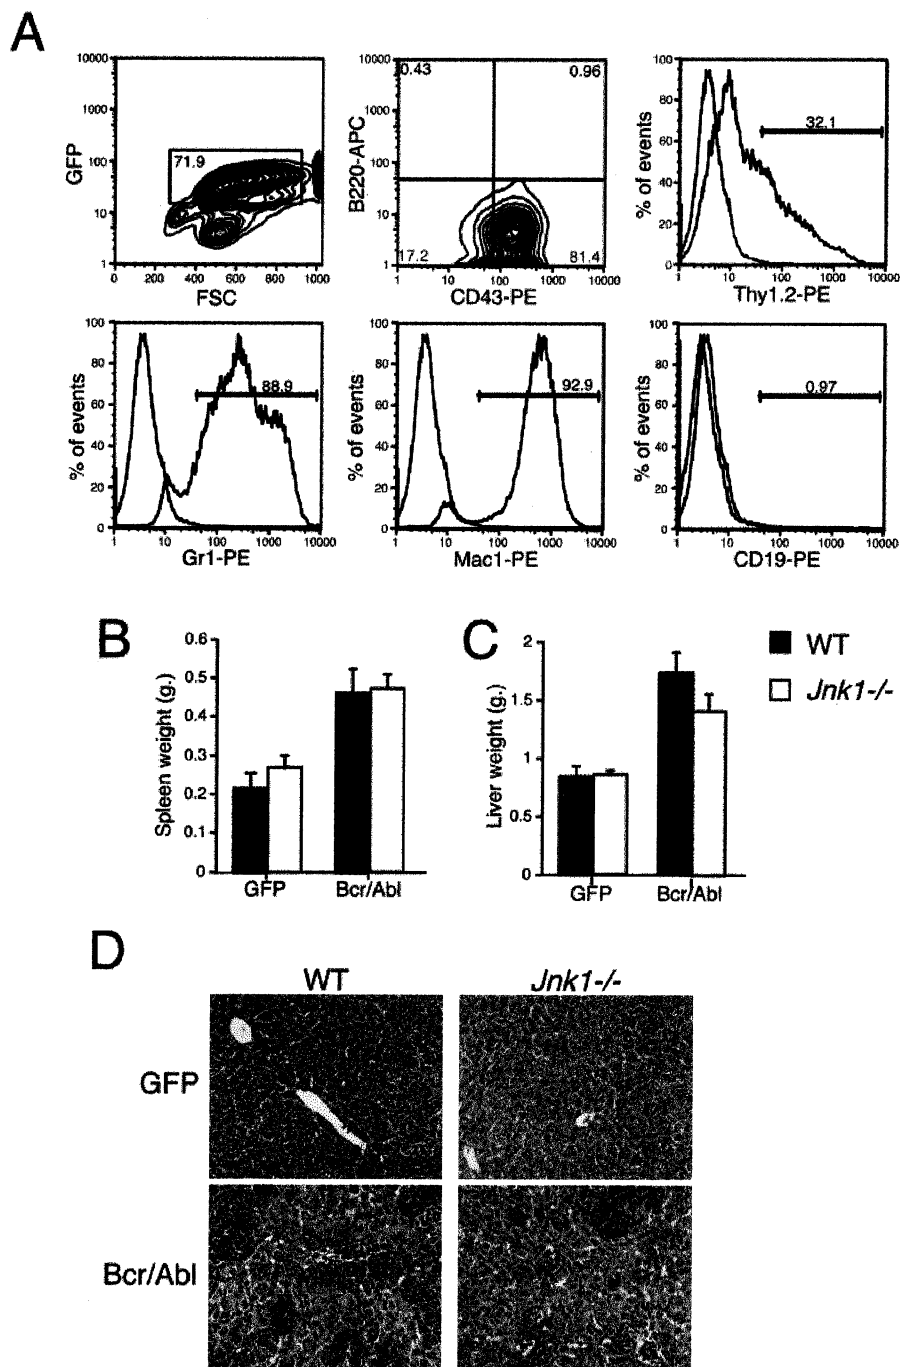 A
10000
1000
100
10
1
GFP
71.9
0 200 400 600 800 1000
FSC
10000
1000
100
10
1
B220-APC
0.43 0.96
17.2 81.4
1 10 100 1000 10000
CD43-PE
100
80
60
40
20
0
% of events
32.1
1 10 100 1000 10000
Thy1.2-PE
100
80
60
40
20
0
% of events
88.9
1 10 100 1000 10000
Gr1-PE
100
80
60
40
20
0
% of events
92.9
1 10 100 1000 10000
Mac1-PE
100
80
60
40
20
0
% of events
0.97
1 10 100 1000 10000
CD19-PE
B
0.6
0.5
0.4
0.3
0.2
0.1
0
Spleen weight (g.)
GFP Bcr/Abl
C
2
1.5
1
0.5
0
Liver weight (g.)
GFP Bcr/Abl
WT
Jnk1-/-
D
WT Jnk1-/-
GFP
Bcr/Abl